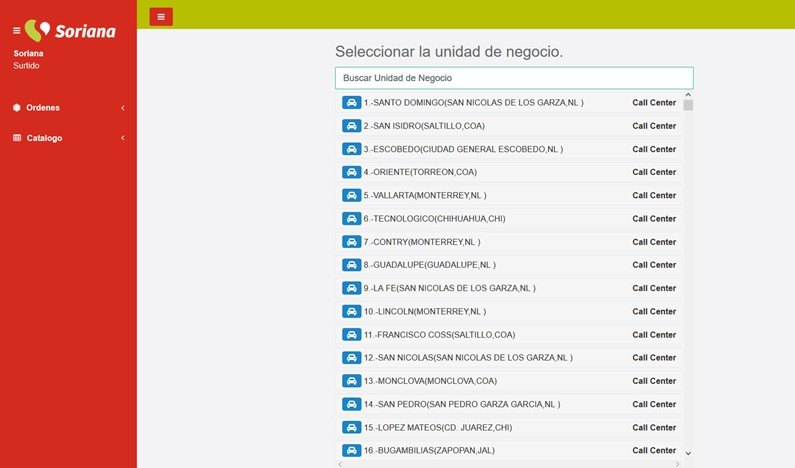 Soriana
Soriana
Surtido
Ordenes
Catalogo
Seleccionar la unidad de negocio.
Buscar Unidad de Negocio
1.-SANTO DOMINGO(SAN NICOLAS DE LOS GARZA,NL ) Call Center
2.-SAN ISIDRO(SALTILLO,COA) Call Center
3.-ESCOBEDO(CIUDAD GENERAL ESCOBEDO,NL ) Call Center
4.-ORIENTE(TORREON,COA) Call Center
5.-VALLARTA(MONTERREY,NL ) Call Center
6.-TECNOLOGICO(CHIHUAHUA,CHI) Call Center
7.-CONTRY(MONTERREY,NL ) Call Center
8.-GUADALUPE(GUADALUPE,NL ) Call Center
9.-LA FE(SAN NICOLAS DE LOS GARZA,NL ) Call Center
10.-LINCOLN(MONTERREY,NL ) Call Center
11.-FRANCISCO COSS(SALTILLO,COA) Call Center
12.-SAN NICOLAS(SAN NICOLAS DE LOS GARZA,NL ) Call Center
13.-MONCLOVA(MONCLOVA,COA) Call Center
14.-SAN PEDRO(SAN PEDRO GARZA GARCIA,NL ) Call Center
15.-LOPEZ MATEOS(CD. JUAREZ,CHI) Call Center
16.-BUGAMBILIAS(ZAPOPAN,JAL) Call Center